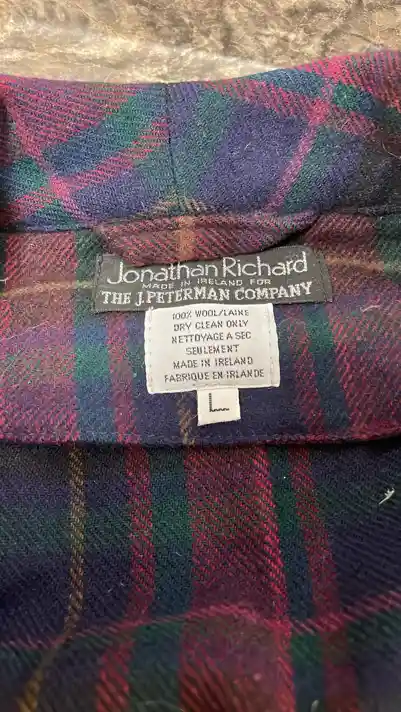 Jonathan Richard
MADE IN IRELAND FOR
THE J. PETERMAN COMPANY
100% WOOL/LAINE
DRY CLEAN ONLY
NETTOYAGE A SEC
SEULEMENT
MADE IN IRELAND
FABRIQUE EN IRLANDE
L